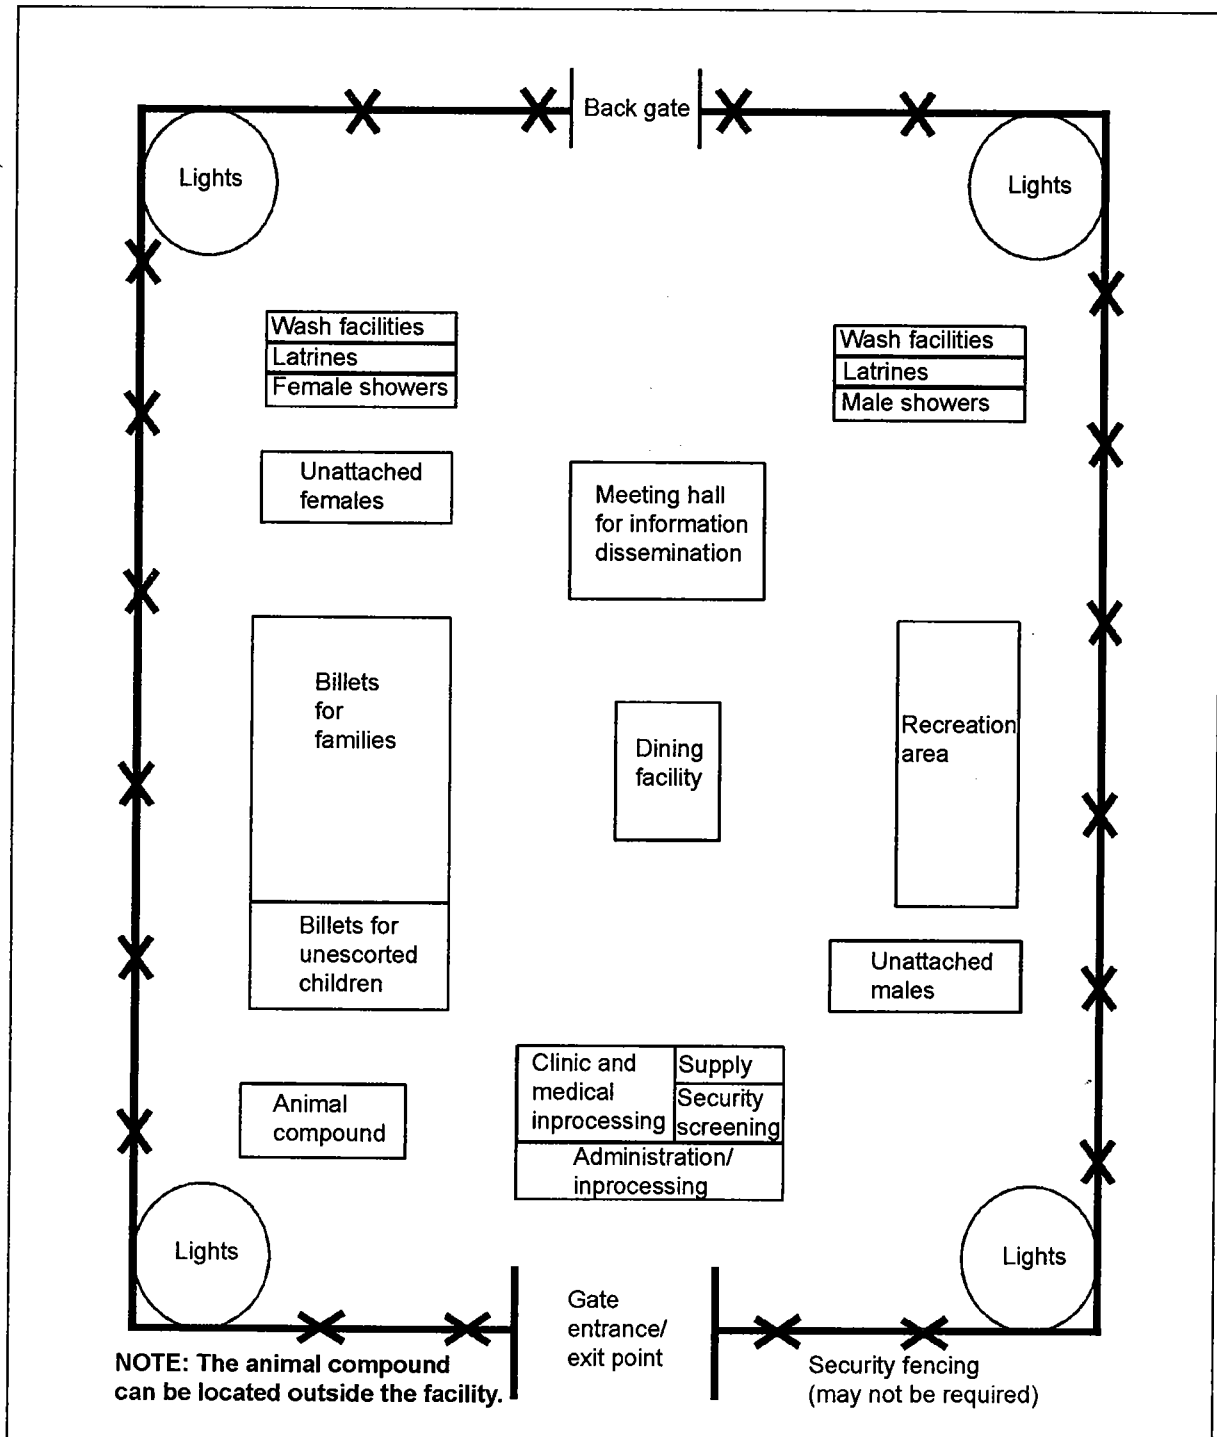 Back gate
Lights
Lights
Wash facilities
Latrines
Female showers
Wash facilities
Latrines
Male showers
Unattached
females
Meeting hall
for information
dissemination
Billets
for
families
Dining
facility
Recreation
area
Billets for
unescorted
children
Unattached
males
Clinic and
medical
inprocessing
Supply
Security
screening
Administration/
inprocessing
Animal
compound
Lights
Lights
Gate
entrance/
exit point
NOTE: The animal compound
can be located outside the facility.
Security fencing
(may not be required)